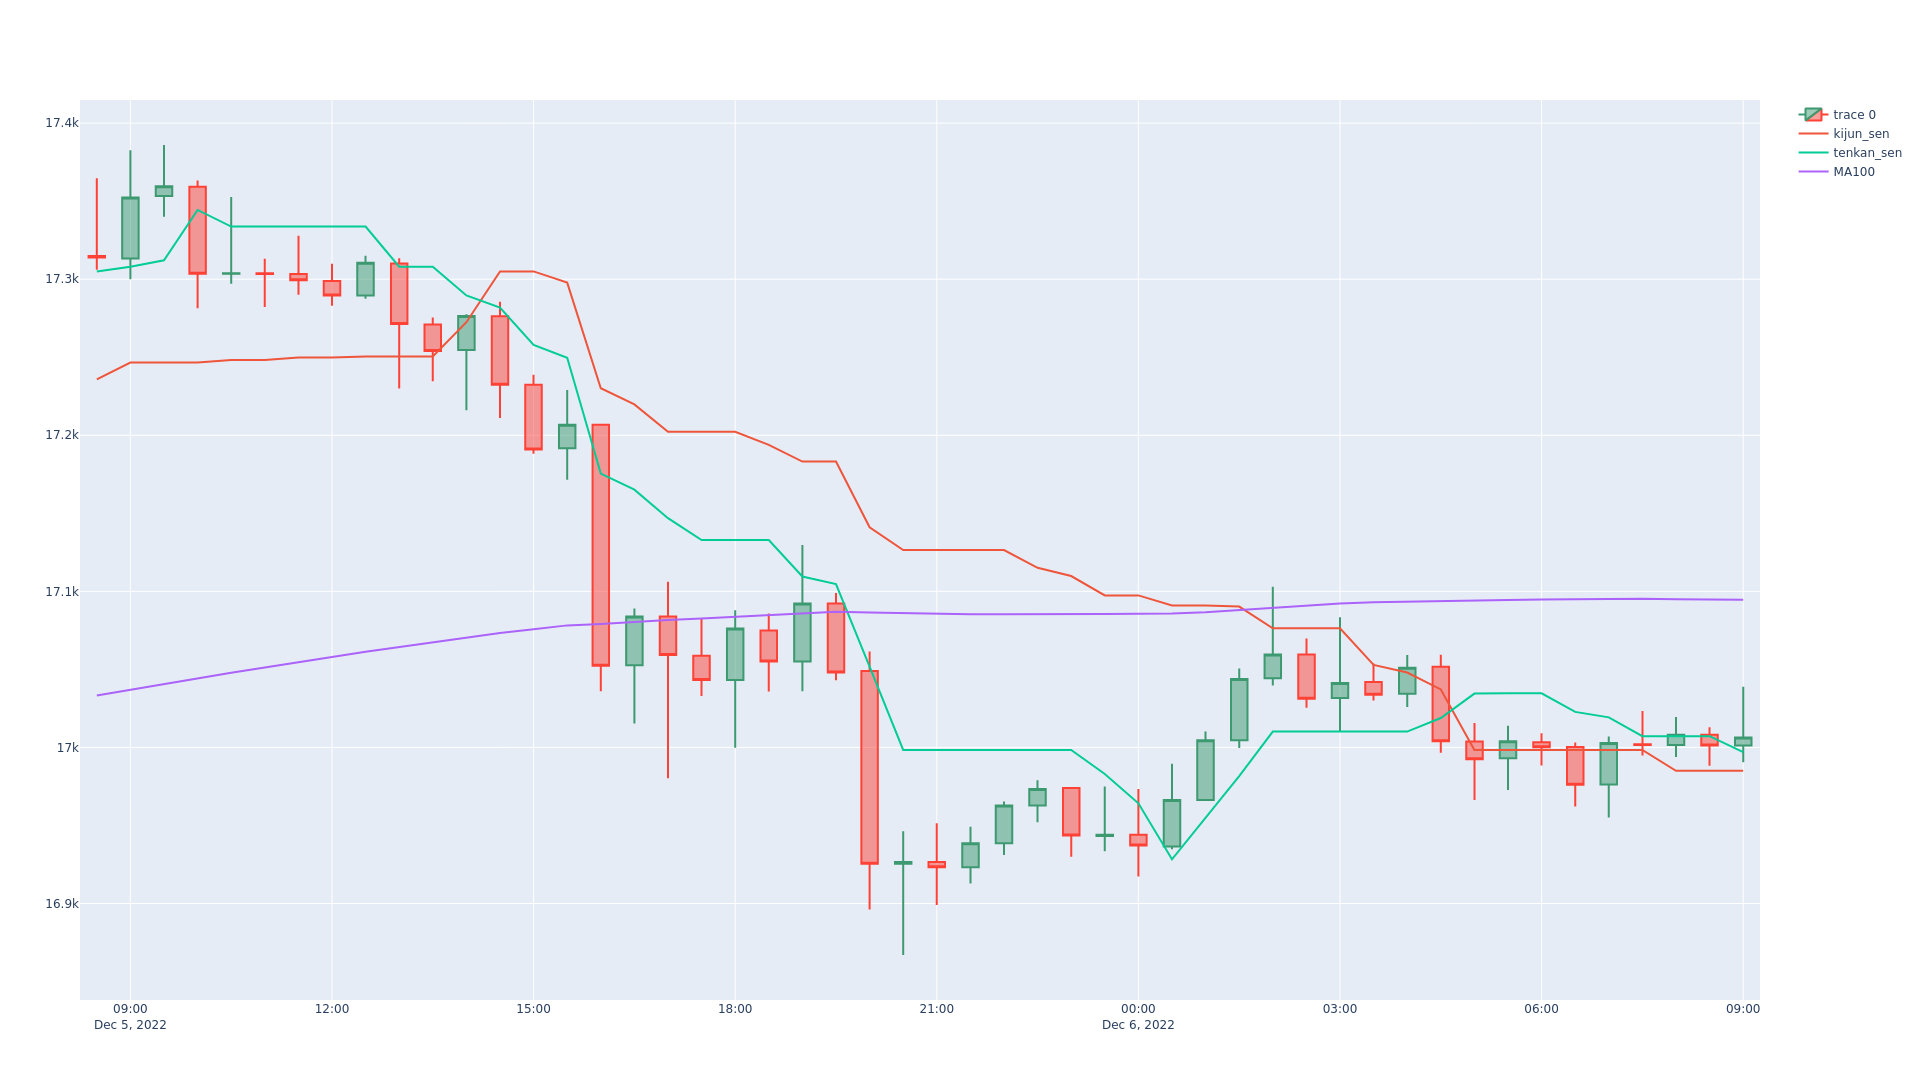 17.4k
17.3k
17.2k
17.1k
17k
16.9k
09:00 12:00 15:00 18:00 21:00 00:00 03:00 06:00 09:00
Dec 5, 2022 Dec 6, 2022
trace 0
kijun_sen
tenkan_sen
MA100